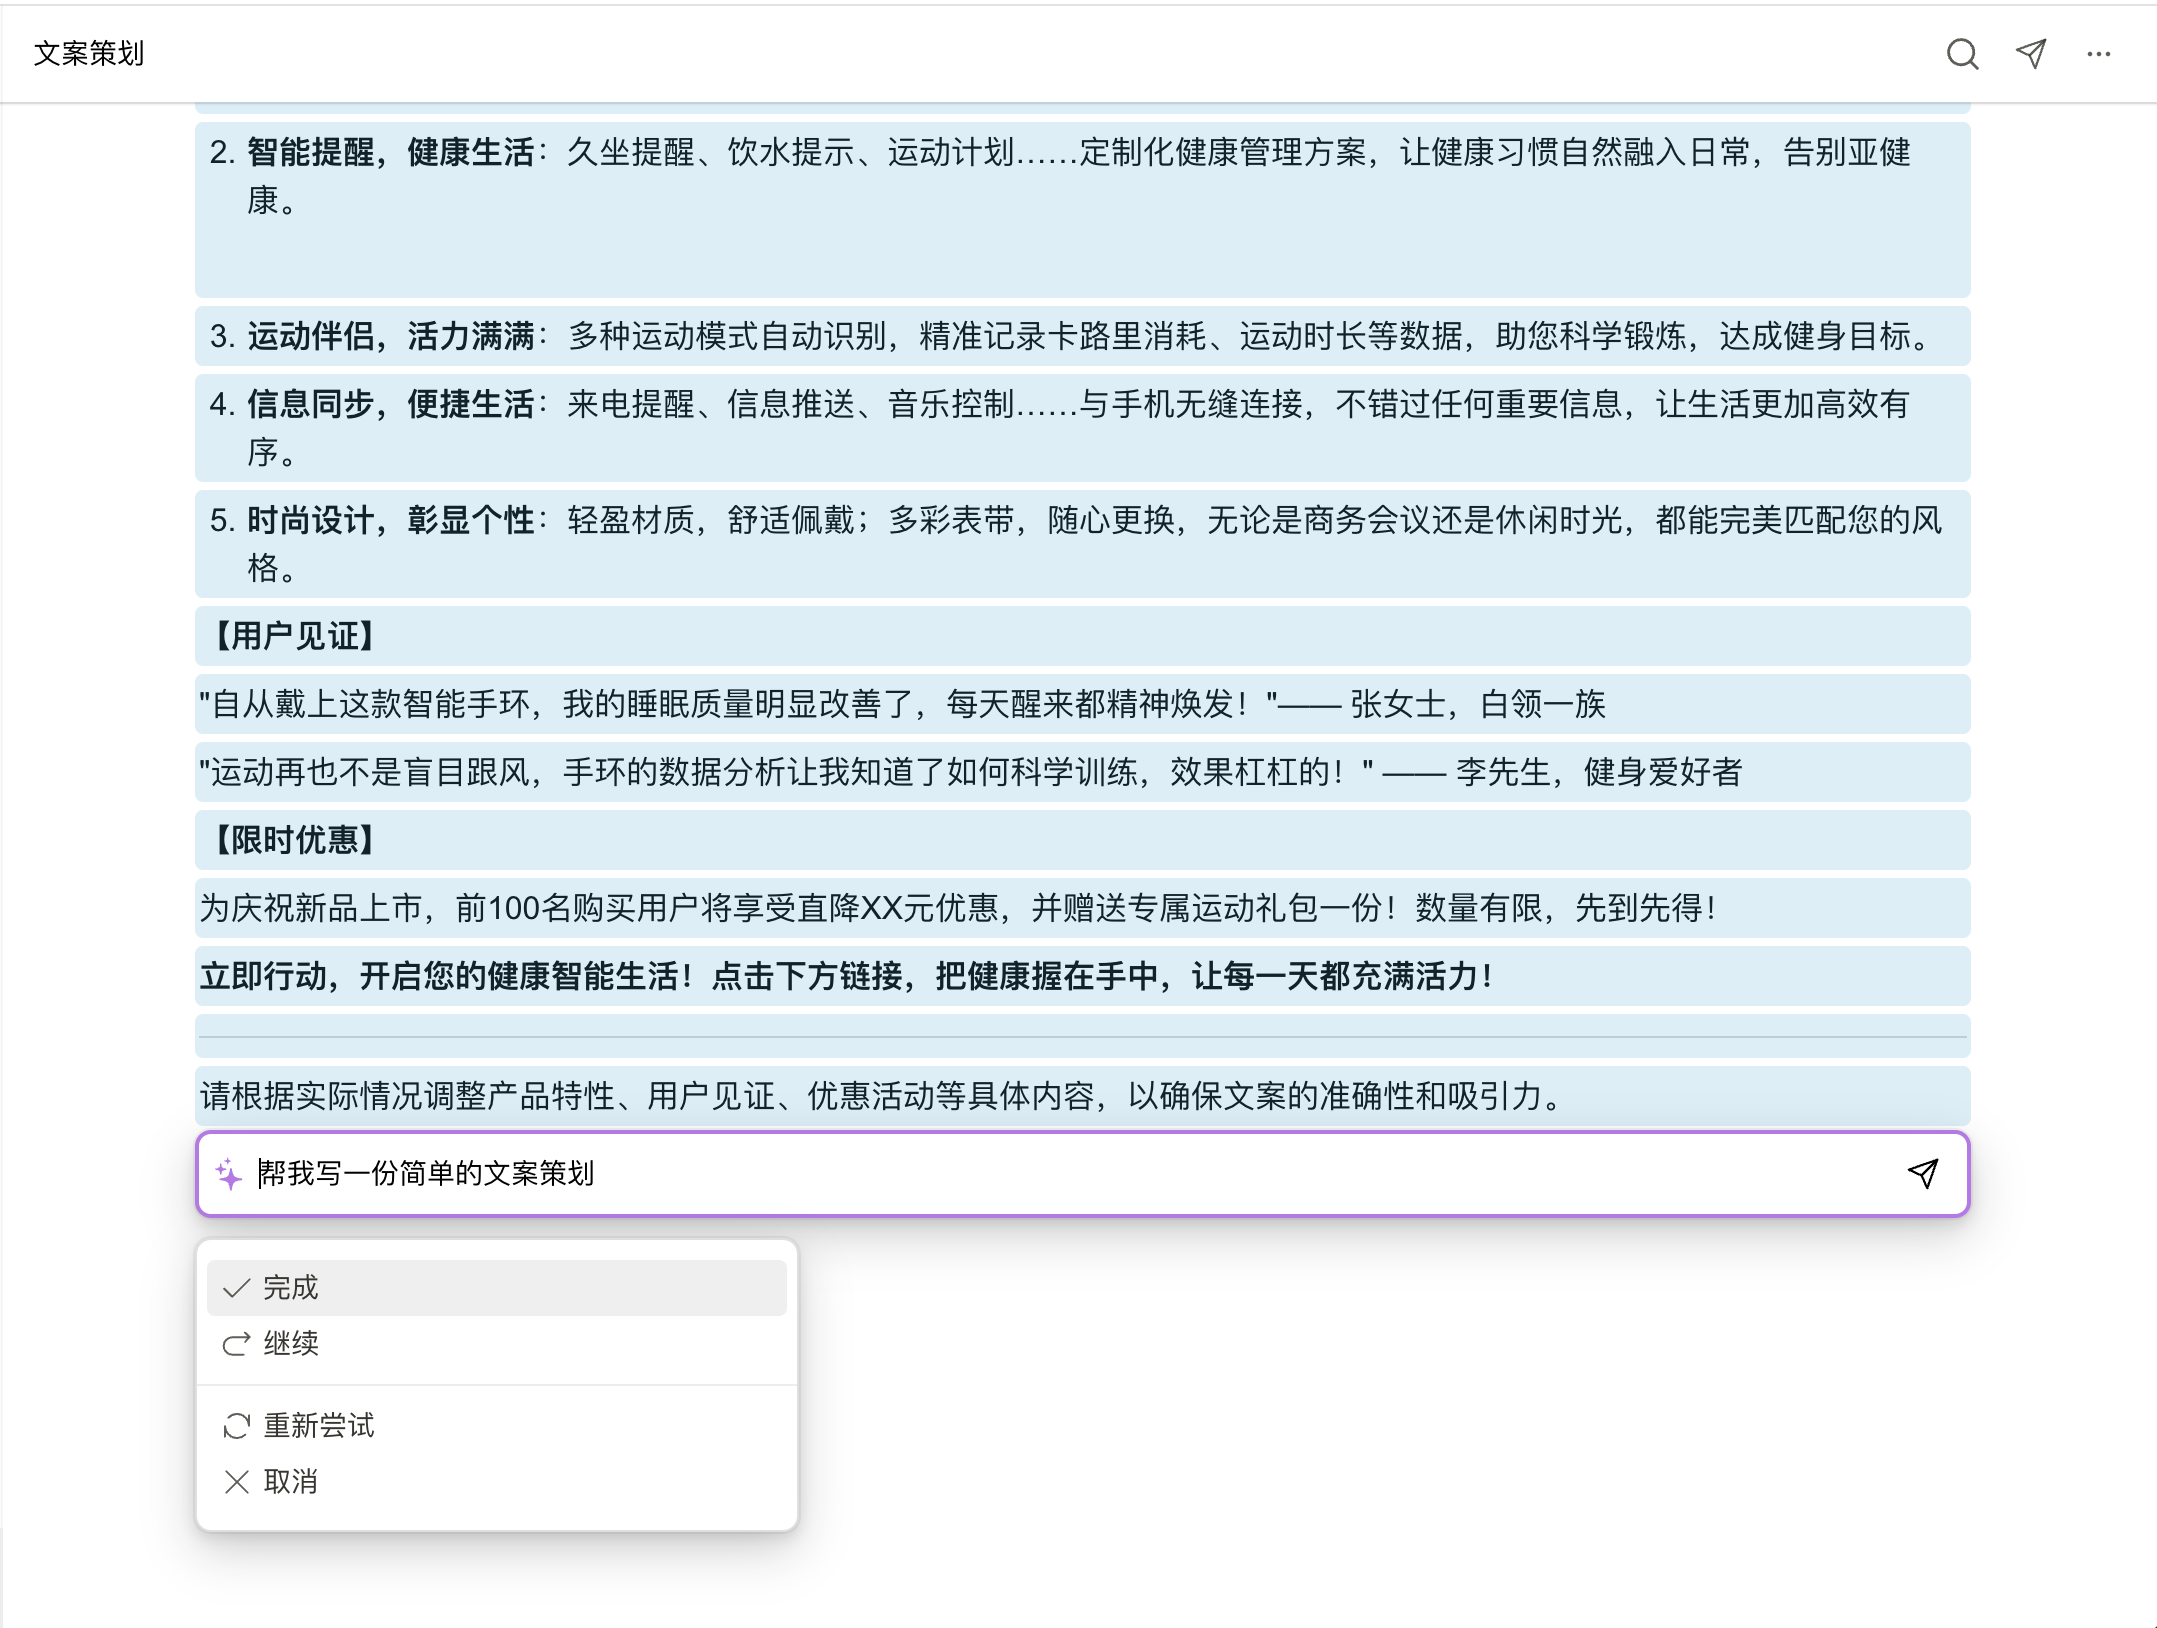 文案策划
2. 智能提醒，健康生活：久坐提醒、饮水提示、运动计划……定制化健康管理方案，让健康习惯自然融入日常，告别亚健
康。
3. 运动伴侣，活力满满：多种运动模式自动识别，精准记录卡路里消耗、运动时长等数据，助您科学锻炼，达成健身目标。
4. 信息同步，便捷生活：来电提醒、信息推送、音乐控制……与手机无缝连接，不错过任何重要信息，让生活更加高效有
序。
5. 时尚设计，彰显个性：轻盈材质，舒适佩戴；多彩表带，随心更换，无论是商务会议还是休闲时光，都能完美匹配您的风
格。
【用户见证】
"自从戴上这款智能手环，我的睡眠质量明显改善了，每天醒来都精神焕发！"—— 张女士，白领一族
"运动再也不是盲目跟风，手环的数据分析让我知道了如何科学训练，效果杠杠的！" —— 李先生，健身爱好者
【限时优惠】
为庆祝新品上市，前100名购买用户将享受直降XX元优惠，并赠送专属运动礼包一份！数量有限，先到先得！
立即行动，开启您的健康智能生活！点击下方链接，把健康握在手中，让每一天都充满活力！
请根据实际情况调整产品特性、用户见证、优惠活动等具体内容，以确保文案的准确性和吸引力。
帮我写一份简单的文案策划
完成
继续
重新尝试
取消